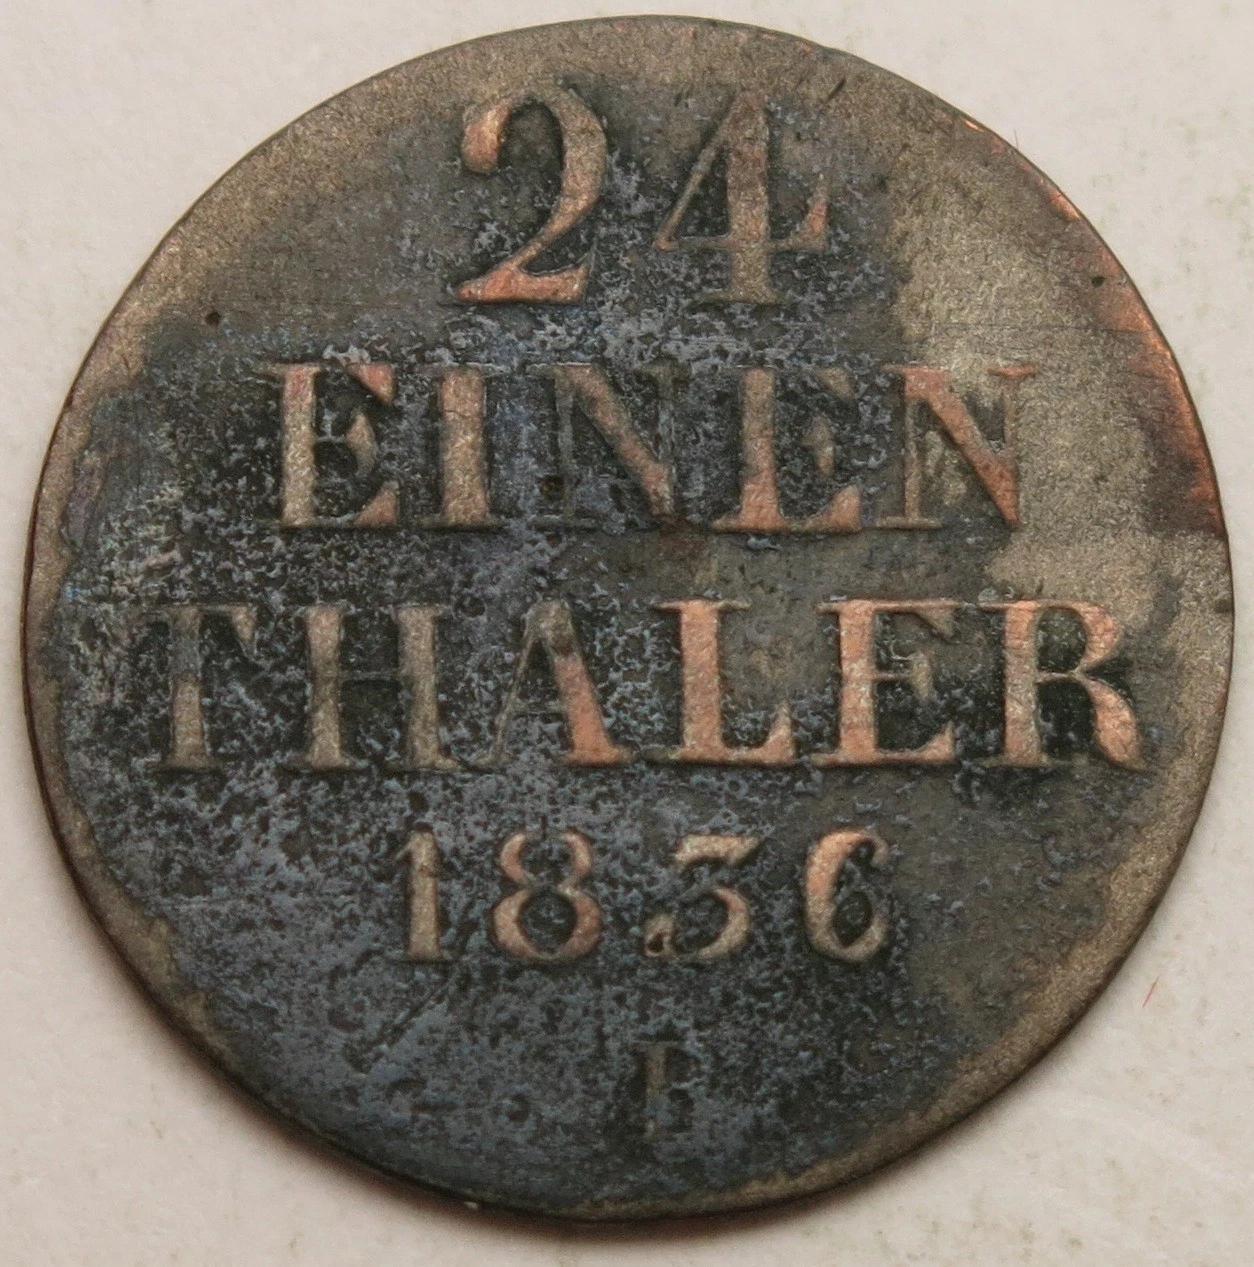 24
EINEN
THALER
1836
B